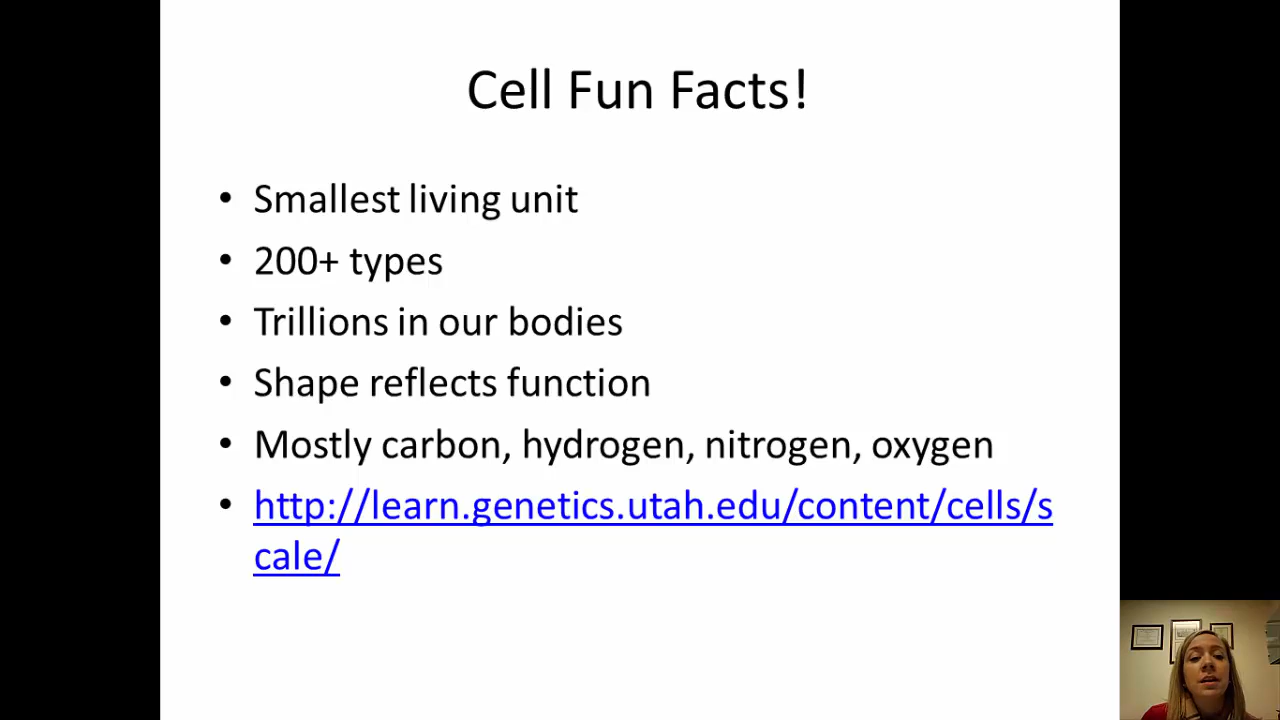 Cell Fun Facts!
• Smallest living unit
• 200+ types
• Trillions in our bodies
• Shape reflects function
• Mostly carbon, hydrogen, nitrogen, oxygen
• http://learn.genetics.utah.edu/content/cells/s
cale/